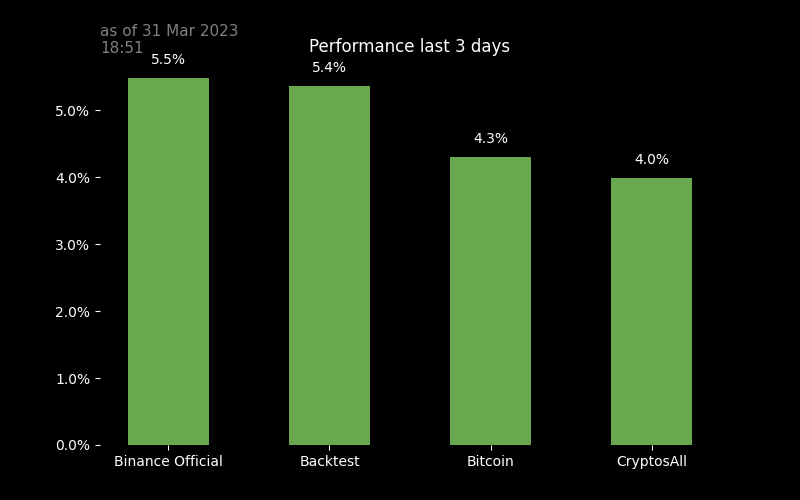 as of 31 Mar 2023
18:51
Performance last 3 days
5.5%
5.4%
4.3%
4.0%
5.0%
4.0%
3.0%
2.0%
1.0%
0.0%
Binance Official
Backtest
Bitcoin
CryptosAll